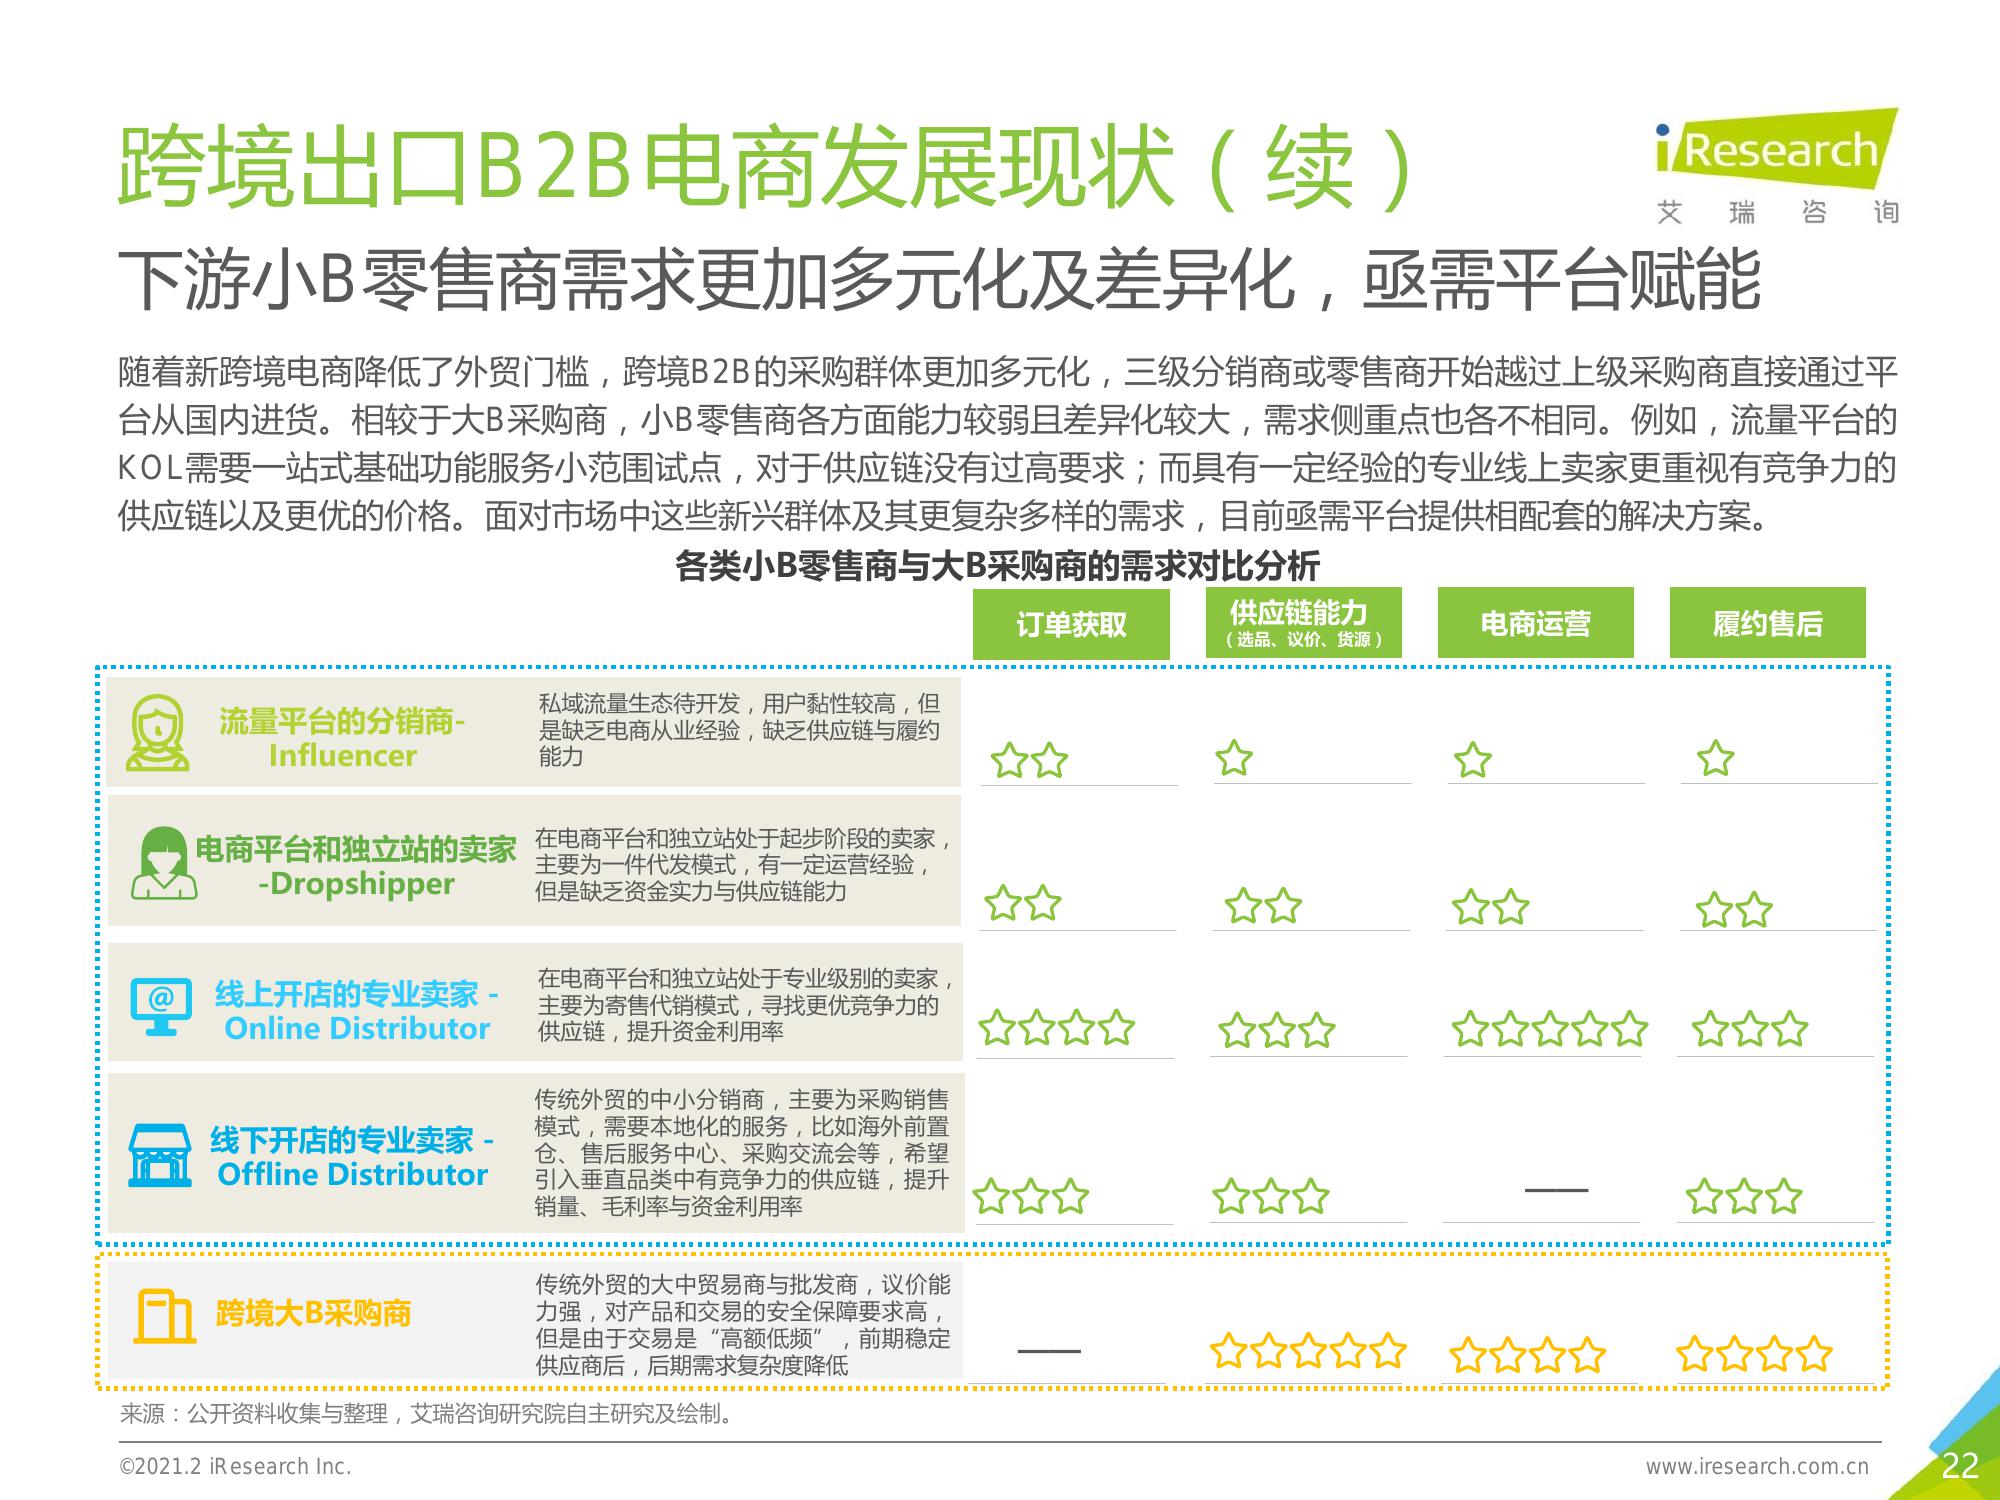 跨境出口B2B电商发展现状（续）
iResearch
艾瑞咨询
下游小B零售商需求更加多元化及差异化，亟需平台赋能
随着新跨境电商降低了外贸门槛，跨境B2B的采购群体更加多元化，三级分销商或零售商开始越过上级采购商直接通过平
台从国内进货。相较于大B采购商，小B零售商各方面能力较弱且差异化较大，需求侧重点也各不相同。例如，流量平台的
KOL需要一站式基础功能服务小范围试点，对于供应链没有过高要求；而具有一定经验的专业线上卖家更重视有竞争力的
供应链以及更优的价格。面对市场中这些新兴群体及其更复杂多样的需求，目前亟需平台提供相配套的解决方案。
各类小B零售商与大B采购商的需求对比分析
订单获取
供应链能力
（选品、议价、货源）
电商运营
履约售后
流量平台的分销商-
Influencer
私域流量生态待开发，用户黏性较高，但
是缺乏电商从业经验，缺乏供应链与履约
能力
电商平台和独立站的卖家
-Dropshipper
在电商平台和独立站处于起步阶段的卖家，
主要为一件代发模式，有一定运营经验，
但是缺乏资金实力与供应链能力
@
线上开店的专业卖家 -
Online Distributor
在电商平台和独立站处于专业级别的卖家，
主要为寄售代销模式，寻找更优竞争力的
供应链，提升资金利用率
线下开店的专业卖家 -
Offline Distributor
传统外贸的中小分销商，主要为采购销售
模式，需要本地化的服务，比如海外前置
仓、售后服务中心、采购交流会等，希望
引入垂直品类中有竞争力的供应链，提升
销量、毛利率与资金利用率
——
跨境大B采购商
传统外贸的大中贸易商与批发商，议价能
力强，对产品和交易的安全保障要求高，
但是由于交易是“高额低频”，前期稳定
供应商后，后期需求复杂度降低
——
来源：公开资料收集与整理，艾瑞咨询研究院自主研究及绘制。
©2021.2 iResearch Inc.
www.iresearch.com.cn
22